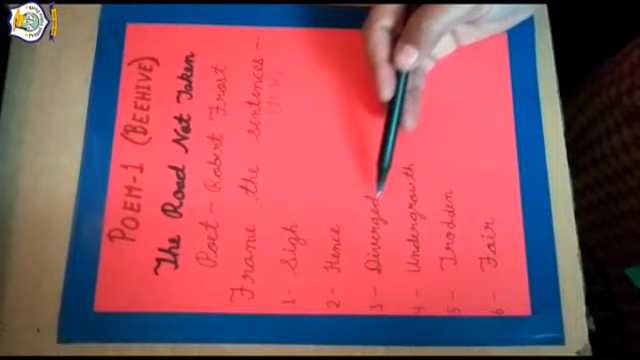 POEM-1 (BEEHIVE)
The Road Not Taken
Poet - Robert Frost
Frame the sentences -
1 - Sigh
2 - Hence
3 - Diverged
4 - Undergrowth
5 - Trodden
6 - Fair